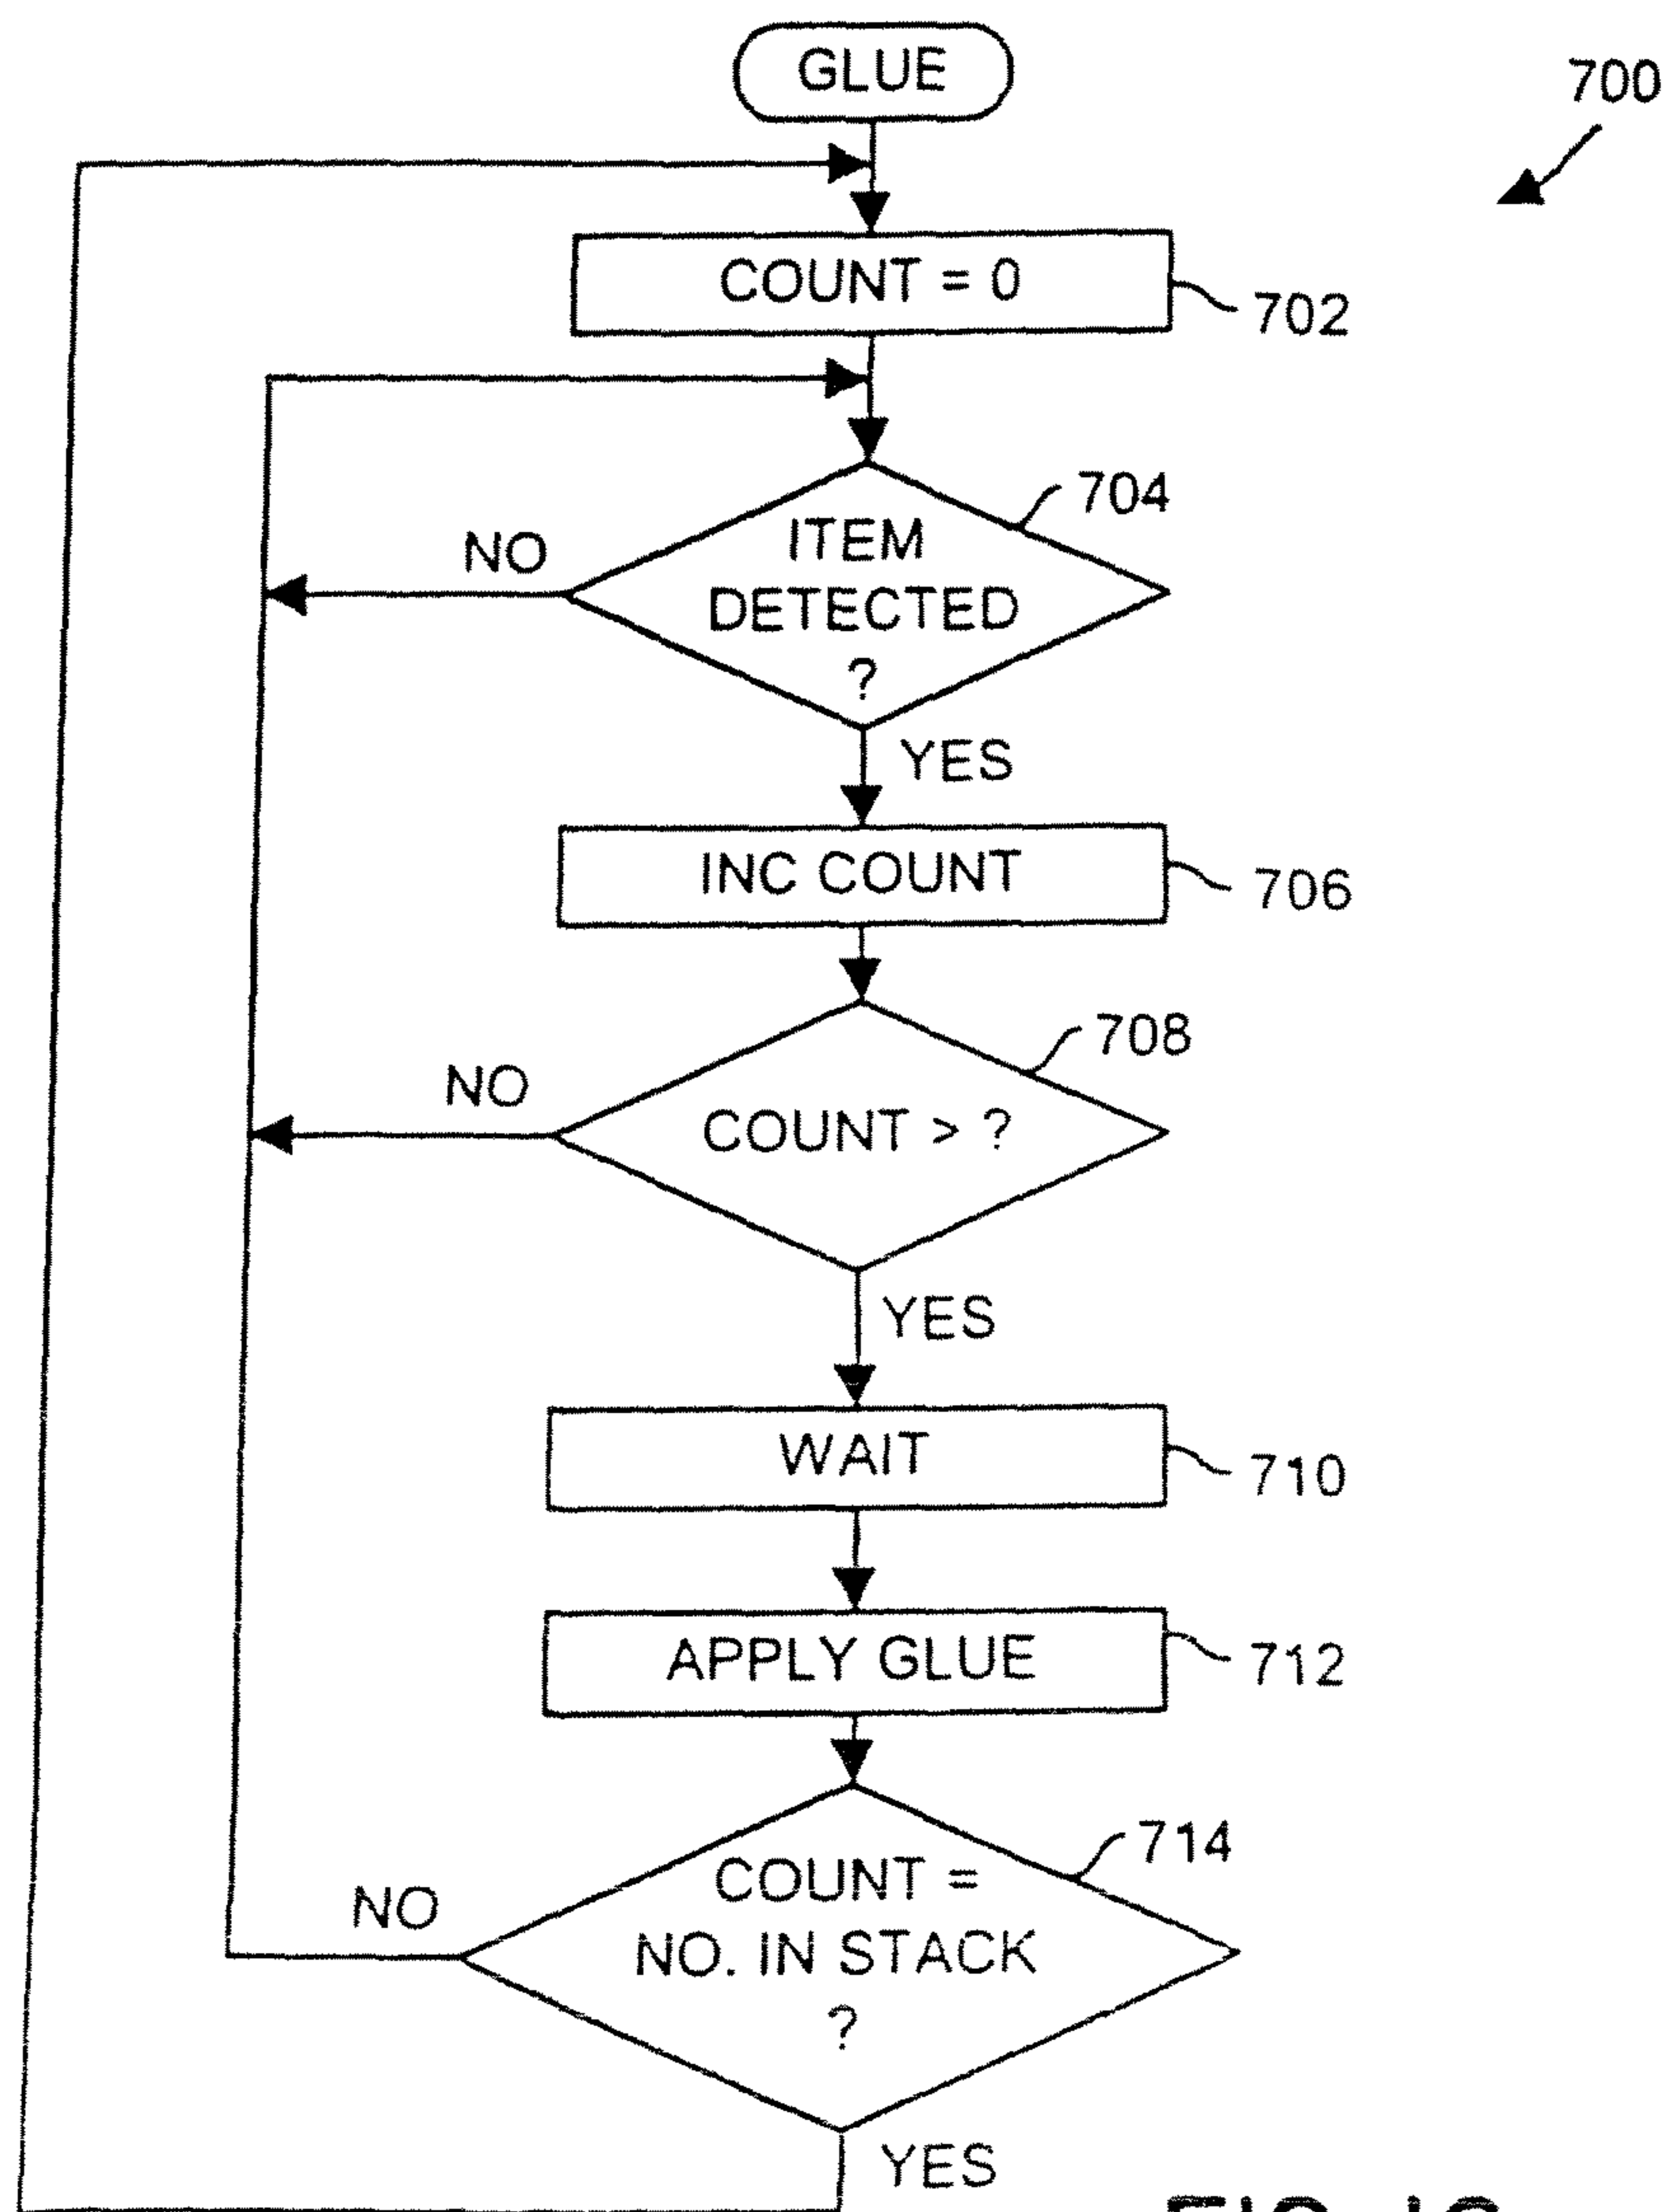 GLUE
700
COUNT = 0
702
704
ITEM
DETECTED
?
NO
YES
INC COUNT
706
708
COUNT > ?
NO
YES
WAIT
710
APPLY GLUE
712
714
COUNT =
NO. IN STACK
?
NO
YES